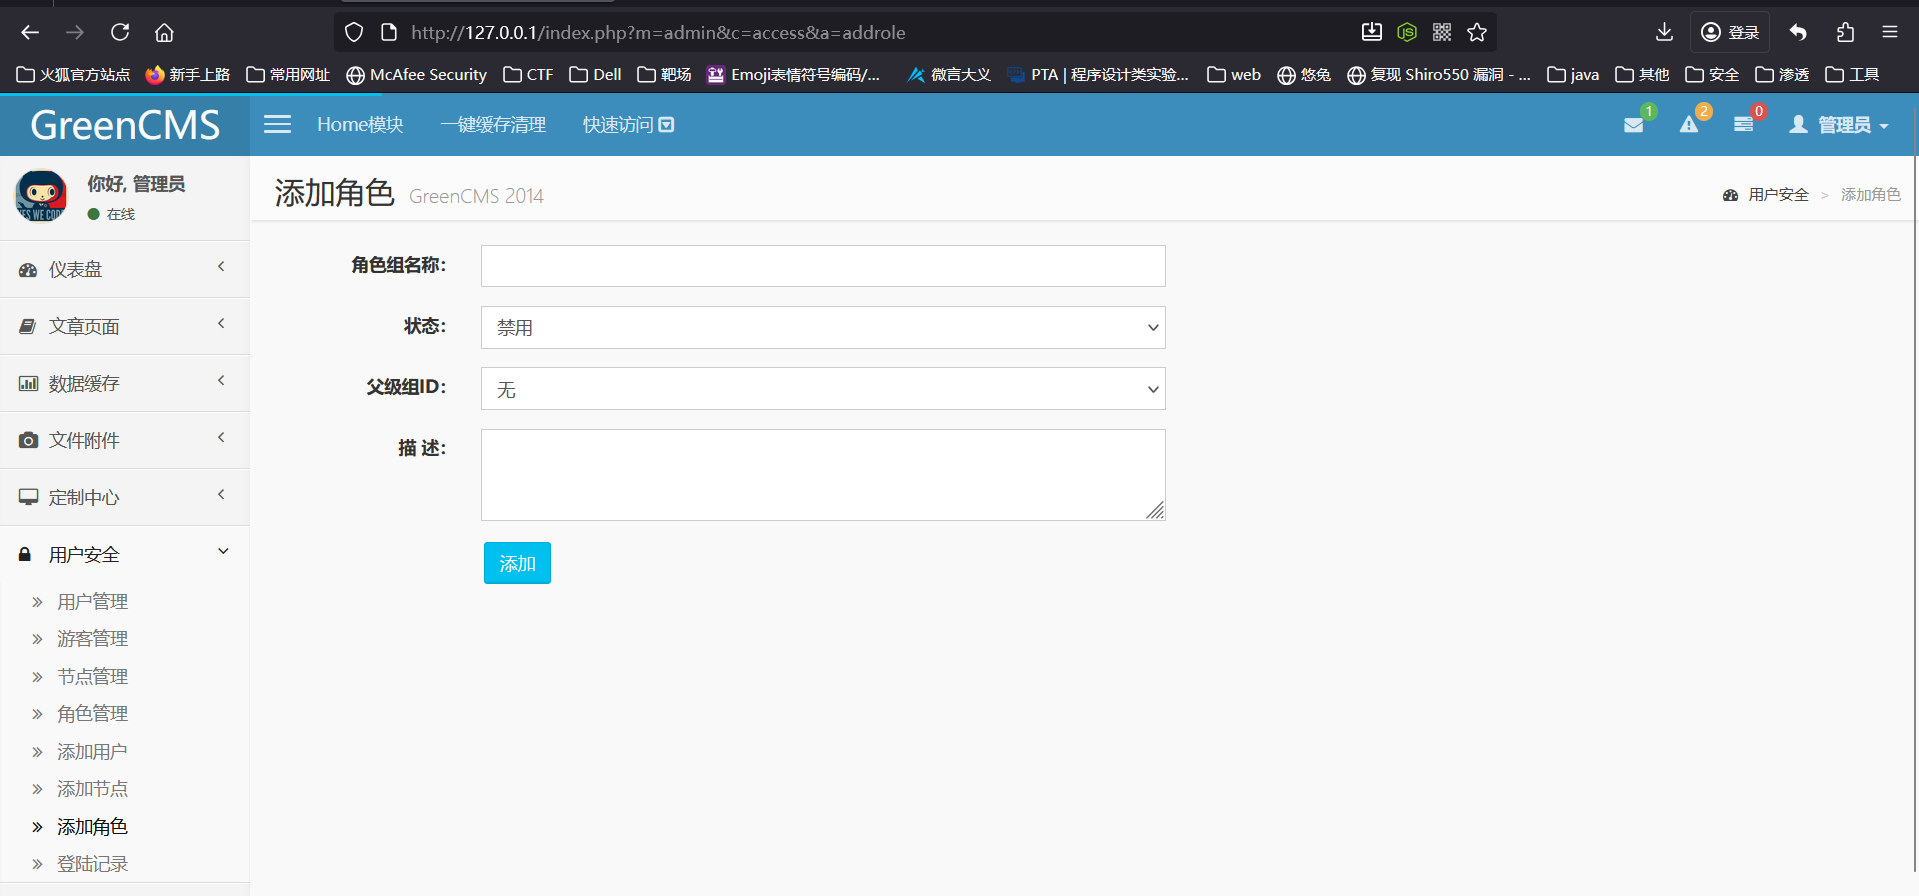 http://127.0.0.1/index.php?m=admin&c=access&a=addrole
登录
火狐官方站点 新手上路 常用网址 McAfee Security CTF Dell 靶场 Emoji表情符号编码/... 微言大义 PTA | 程序设计类实验... web 悠兔 复现 Shiro550 漏洞 - ... java 其他 安全 渗透 工具
GreenCMS Home模块 一键缓存清理 快速访问 1 2 0 管理员
你好, 管理员
在线
添加角色 GreenCMS 2014
用户安全 > 添加角色
仪表盘
文章页面
数据缓存
文件附件
定制中心
用户安全
用户管理
游客管理
节点管理
角色管理
添加用户
添加节点
添加角色
登陆记录
角色组名称:
状态: 禁用
父级组ID: 无
描 述:
添加